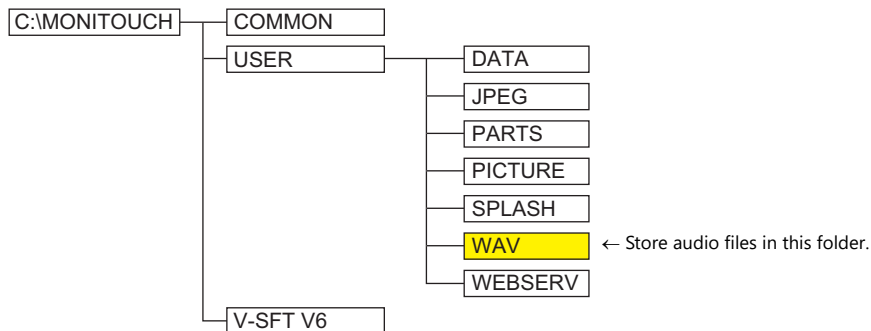 C:\MONITOUCH
COMMON
USER
DATA
JPEG
PARTS
PICTURE
SPLASH
WAV ← Store audio files in this folder.
WEBSERV
V-SFT V6